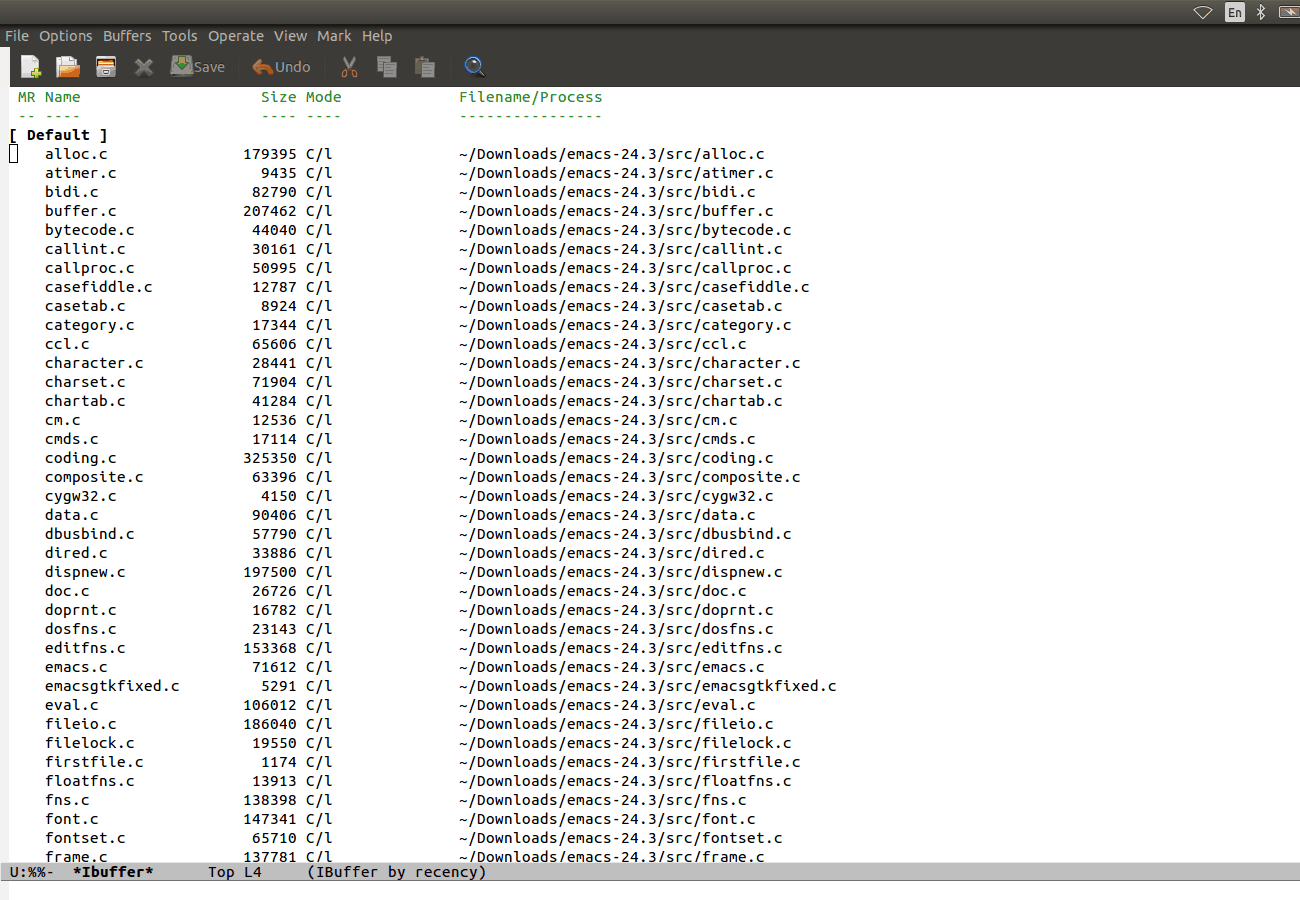 En
File Options Buffers Tools Operate View Mark Help
Save Undo
MR Name Size Mode Filename/Process
-- ---- ---- ---- ----------------
[ Default ]
alloc.c 179395 C/l ~/Downloads/emacs-24.3/src/alloc.c
atimer.c 9435 C/l ~/Downloads/emacs-24.3/src/atimer.c
bidi.c 82790 C/l ~/Downloads/emacs-24.3/src/bidi.c
buffer.c 207462 C/l ~/Downloads/emacs-24.3/src/buffer.c
bytecode.c 44040 C/l ~/Downloads/emacs-24.3/src/bytecode.c
callint.c 30161 C/l ~/Downloads/emacs-24.3/src/callint.c
callproc.c 50995 C/l ~/Downloads/emacs-24.3/src/callproc.c
casefiddle.c 12787 C/l ~/Downloads/emacs-24.3/src/casefiddle.c
casetab.c 8924 C/l ~/Downloads/emacs-24.3/src/casetab.c
category.c 17344 C/l ~/Downloads/emacs-24.3/src/category.c
ccl.c 65606 C/l ~/Downloads/emacs-24.3/src/ccl.c
character.c 28441 C/l ~/Downloads/emacs-24.3/src/character.c
charset.c 71904 C/l ~/Downloads/emacs-24.3/src/charset.c
chartab.c 41284 C/l ~/Downloads/emacs-24.3/src/chartab.c
cm.c 12536 C/l ~/Downloads/emacs-24.3/src/cm.c
cmds.c 17114 C/l ~/Downloads/emacs-24.3/src/cmds.c
coding.c 325350 C/l ~/Downloads/emacs-24.3/src/coding.c
composite.c 63396 C/l ~/Downloads/emacs-24.3/src/composite.c
cygw32.c 4150 C/l ~/Downloads/emacs-24.3/src/cygw32.c
data.c 90406 C/l ~/Downloads/emacs-24.3/src/data.c
dbusbind.c 57790 C/l ~/Downloads/emacs-24.3/src/dbusbind.c
dired.c 33886 C/l ~/Downloads/emacs-24.3/src/dired.c
dispnew.c 197500 C/l ~/Downloads/emacs-24.3/src/dispnew.c
doc.c 26726 C/l ~/Downloads/emacs-24.3/src/doc.c
doprnt.c 16782 C/l ~/Downloads/emacs-24.3/src/doprnt.c
dosfns.c 23143 C/l ~/Downloads/emacs-24.3/src/dosfns.c
editfns.c 153368 C/l ~/Downloads/emacs-24.3/src/editfns.c
emacs.c 71612 C/l ~/Downloads/emacs-24.3/src/emacs.c
emacsgtkfixed.c 5291 C/l ~/Downloads/emacs-24.3/src/emacsgtkfixed.c
eval.c 106012 C/l ~/Downloads/emacs-24.3/src/eval.c
fileio.c 186040 C/l ~/Downloads/emacs-24.3/src/fileio.c
filelock.c 19550 C/l ~/Downloads/emacs-24.3/src/filelock.c
firstfile.c 1174 C/l ~/Downloads/emacs-24.3/src/firstfile.c
floatfns.c 13913 C/l ~/Downloads/emacs-24.3/src/floatfns.c
fns.c 138398 C/l ~/Downloads/emacs-24.3/src/fns.c
font.c 147341 C/l ~/Downloads/emacs-24.3/src/font.c
fontset.c 65710 C/l ~/Downloads/emacs-24.3/src/fontset.c
frame.c 137781 C/l ~/Downloads/emacs-24.3/src/frame.c
U:%%- *Ibuffer* Top L4 (IBuffer by recency)